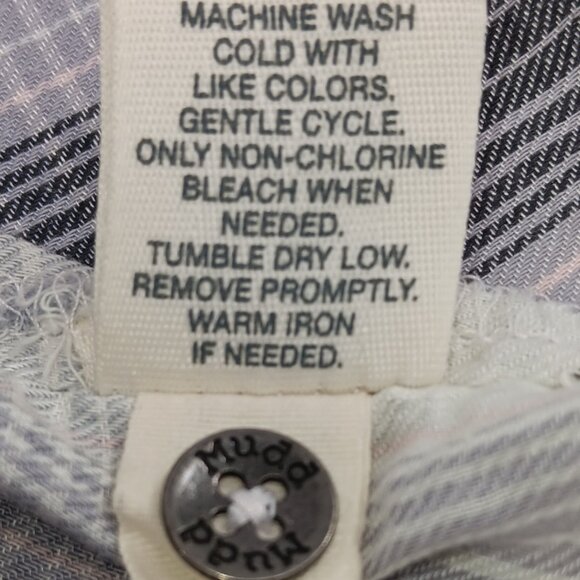 MACHINE WASH
COLD WITH
LIKE COLORS.
GENTLE CYCLE.
ONLY NON-CHLORINE
BLEACH WHEN
NEEDED.
TUMBLE DRY LOW.
REMOVE PROMPTLY.
WARM IRON
IF NEEDED.
Mudd
Mudd